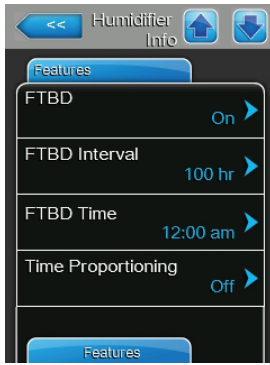 <<
Humidifier
Info
Features
FTBD
On
FTBD Interval
100 hr
FTBD Time
12:00 am
Time Proportioning
Off
Features